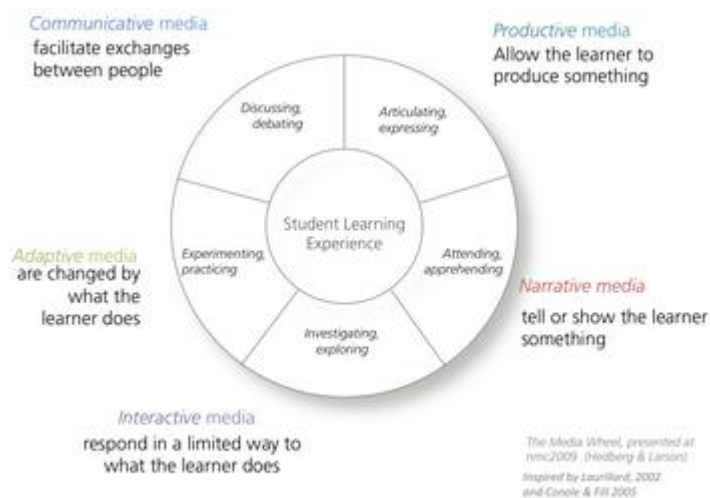 Communicative media
facilitate exchanges
between people
Productive media
Allow the learner to
produce something
Discussing,
debating
Articulating,
expressing
Student Learning
Experience
Adaptive media
are changed by
what the
learner does
Experimenting,
practicing
Attending,
apprehending
Narrative media
tell or show the learner
something
Investigating,
exploring
Interactive media
respond in a limited way to
what the learner does
The Media Wheel, presented at
nmc2009 (Hedberg & Larson)
Inspired by Laurillard, 2002
and Conole & Fill 2005